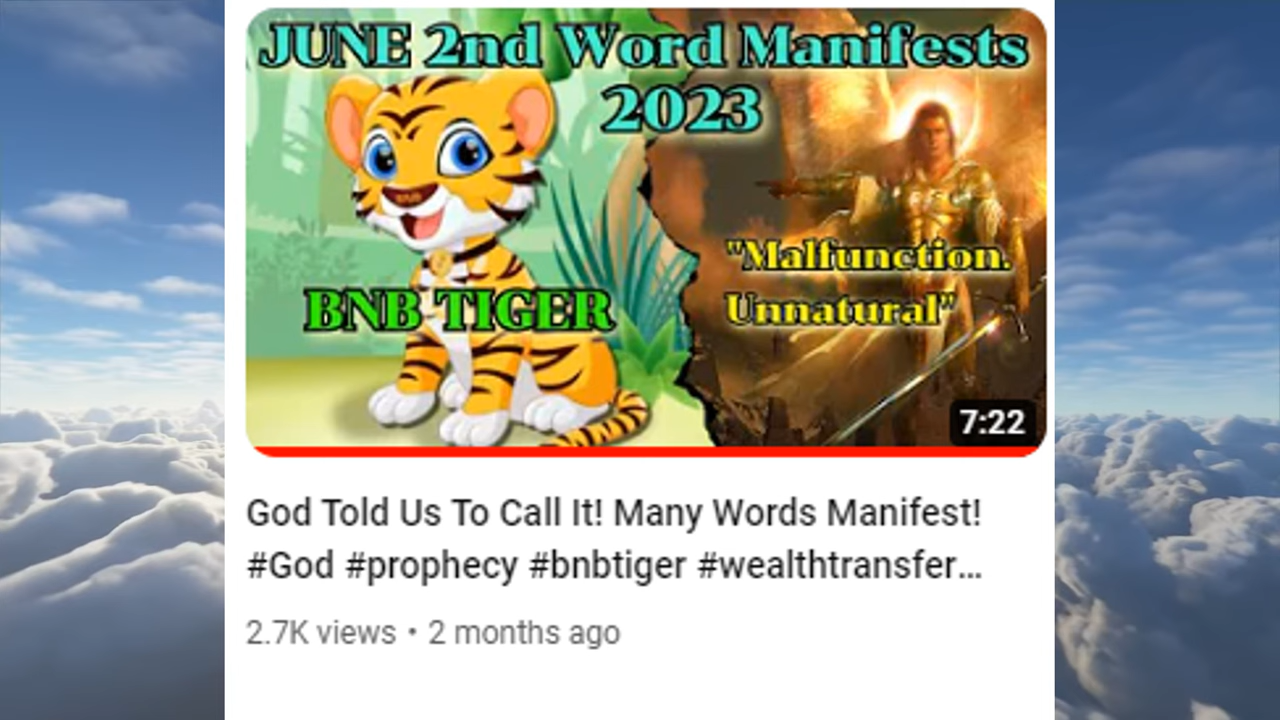 JUNE 2nd Word Manifests
2023
"Malfunction.
Unnatural"
BNB TIGER
7:22
God Told Us To Call It! Many Words Manifest!
#God #prophecy #bnbtiger #wealthtransfer...
2.7K views • 2 months ago